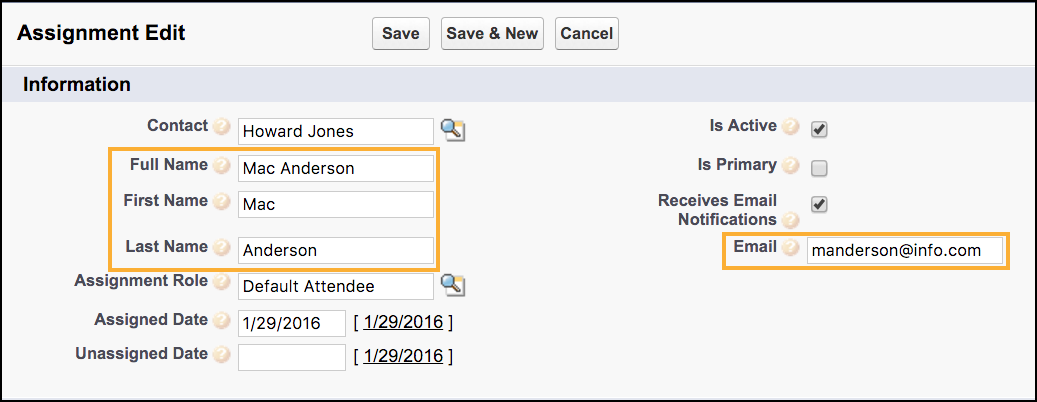 Assignment Edit Save Save & New Cancel
Information
Contact ? Howard Jones
Is Active ?
Full Name ? Mac Anderson
Is Primary ?
First Name ? Mac
Receives Email
Notifications ?
Last Name ? Anderson
Email ? manderson@info.com
Assignment Role ? Default Attendee
Assigned Date ? 1/29/2016 [ 1/29/2016 ]
Unassigned Date ? [ 1/29/2016 ]